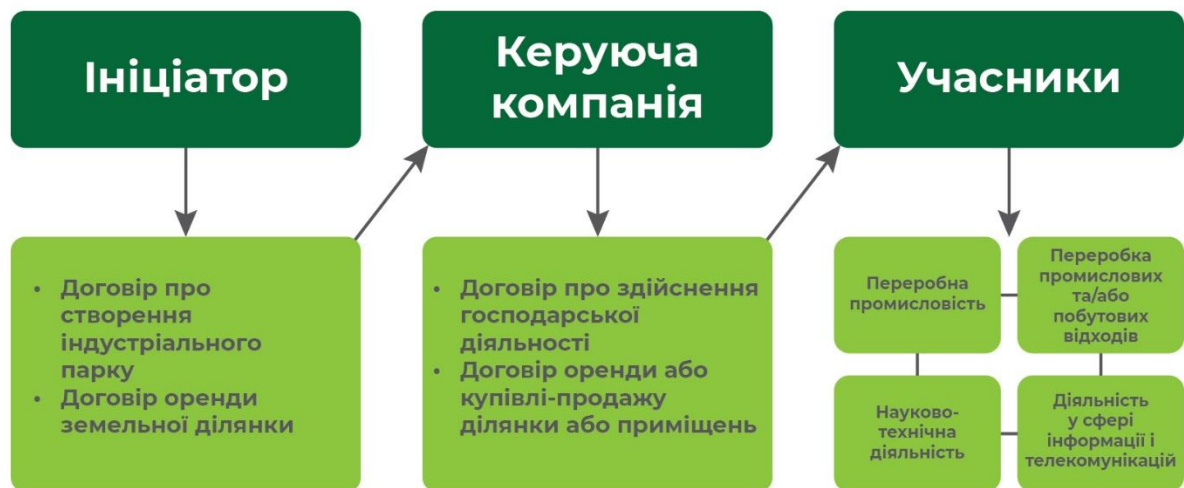 Ініціатор
• Договір про
створення
індустріального
парку
• Договір оренди
земельної ділянки
Керуюча
компанія
• Договір про здійснення
господарської
діяльності
• Договір оренди або
купівлі-продажу
ділянки або приміщень
Учасники
Переробна
промисловість
Переробка
промислових
та/або
побутових
відходів
Науково-
технічна
діяльність
Діяльність
у сфері
інформації і
телекомунікацій